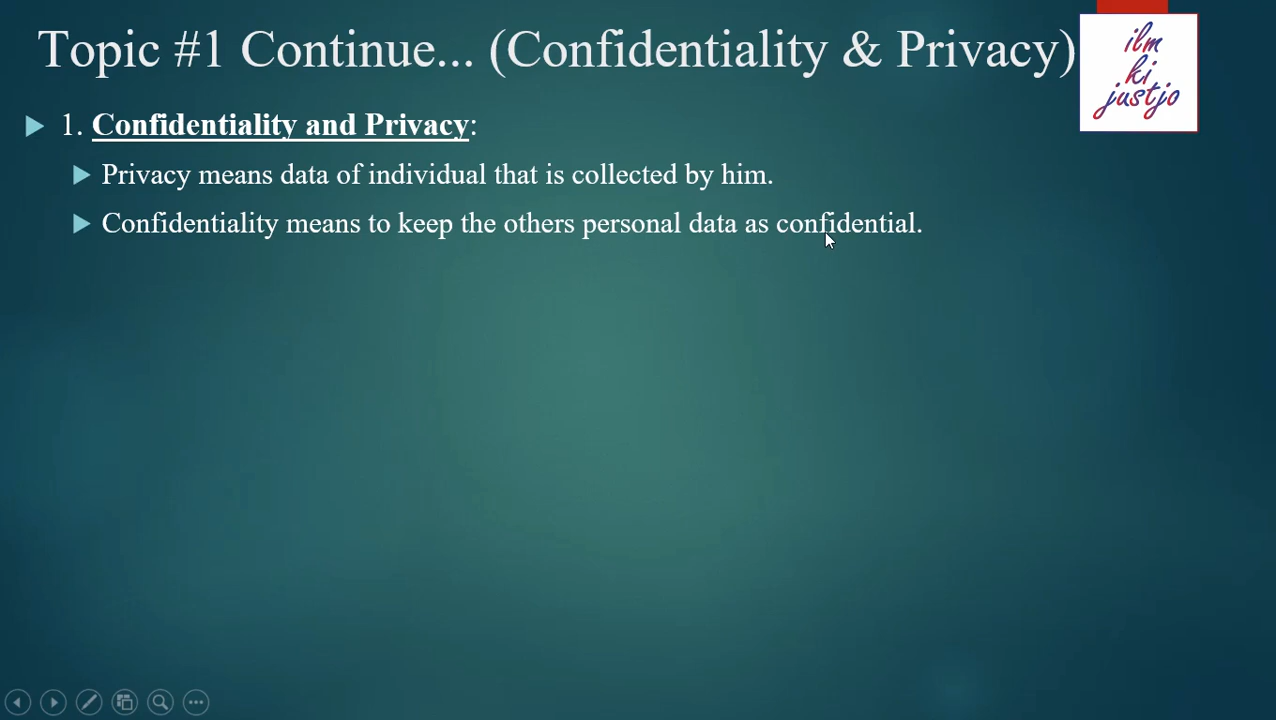 Topic #1 Continue... (Confidentiality & Privacy)
ilm
ki
justjo
1. Confidentiality and Privacy:
Privacy means data of individual that is collected by him.
Confidentiality means to keep the others personal data as confidential.